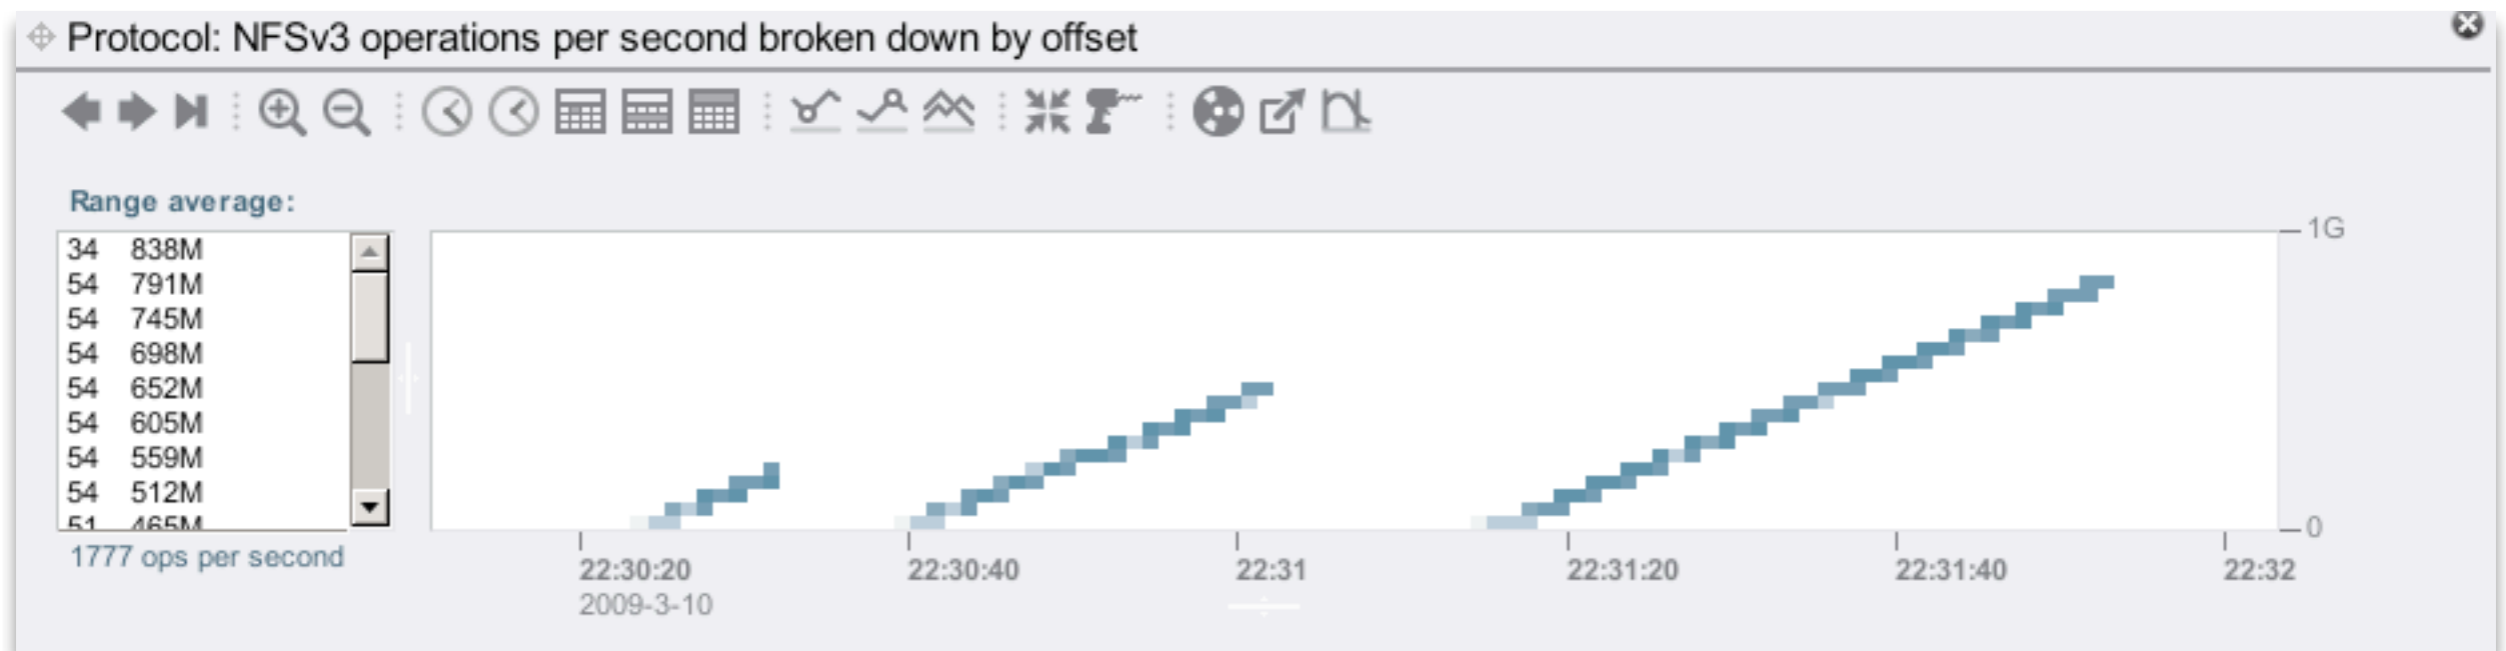 Protocol: NFSv3 operations per second broken down by offset
Range average:
34 838M
54 791M
54 745M
54 698M
54 652M
54 605M
54 559M
54 512M
51 465M
1777 ops per second
1G
0
22:30:20 22:30:40 22:31 22:31:20 22:31:40 22:32
2009-3-10